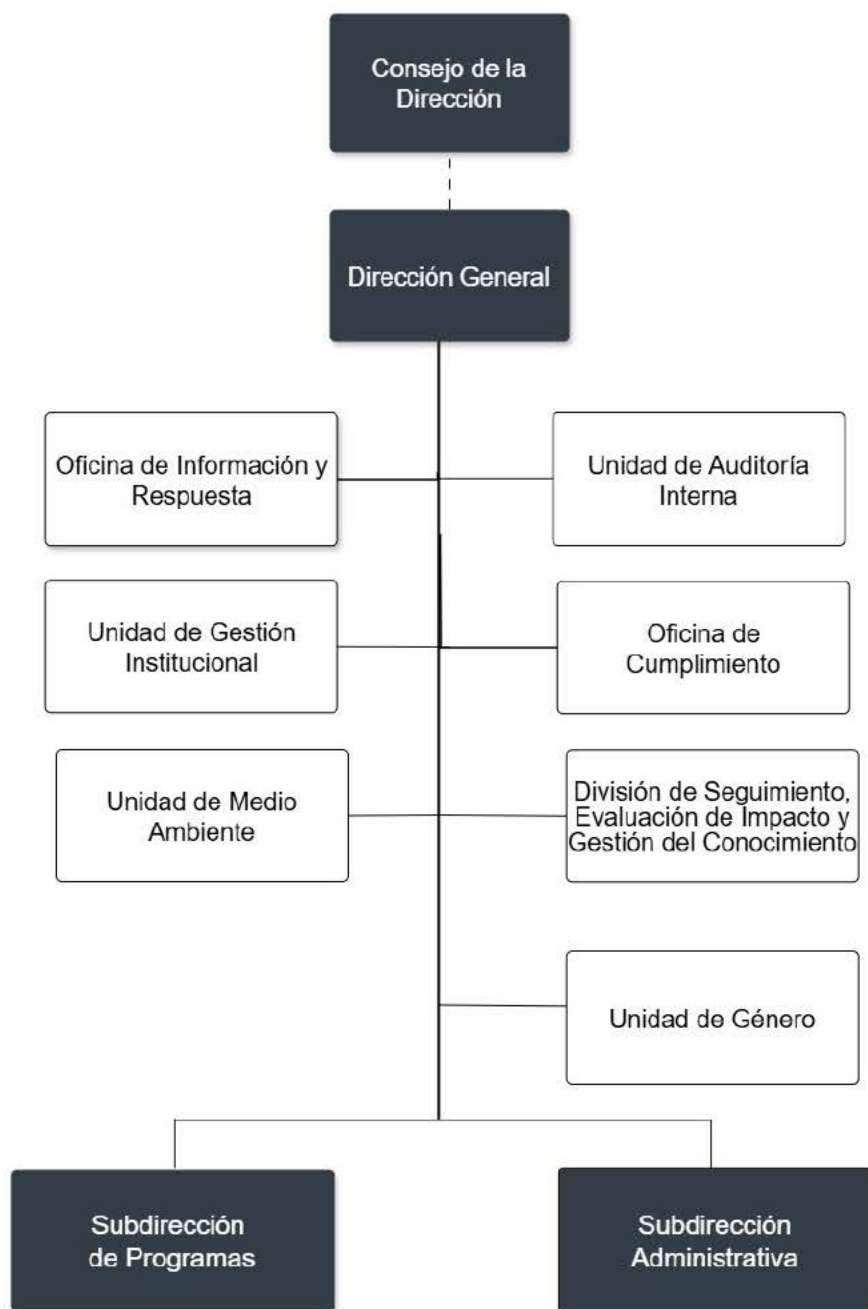 Consejo de la
Dirección
Dirección General
Oficina de Información y
Respuesta
Unidad de Auditoría
Interna
Unidad de Gestión
Institucional
Oficina de
Cumplimiento
Unidad de Medio
Ambiente
División de Seguimiento,
Evaluación de Impacto y
Gestión del Conocimiento
Unidad de Género
Subdirección
de Programas
Subdirección
Administrativa